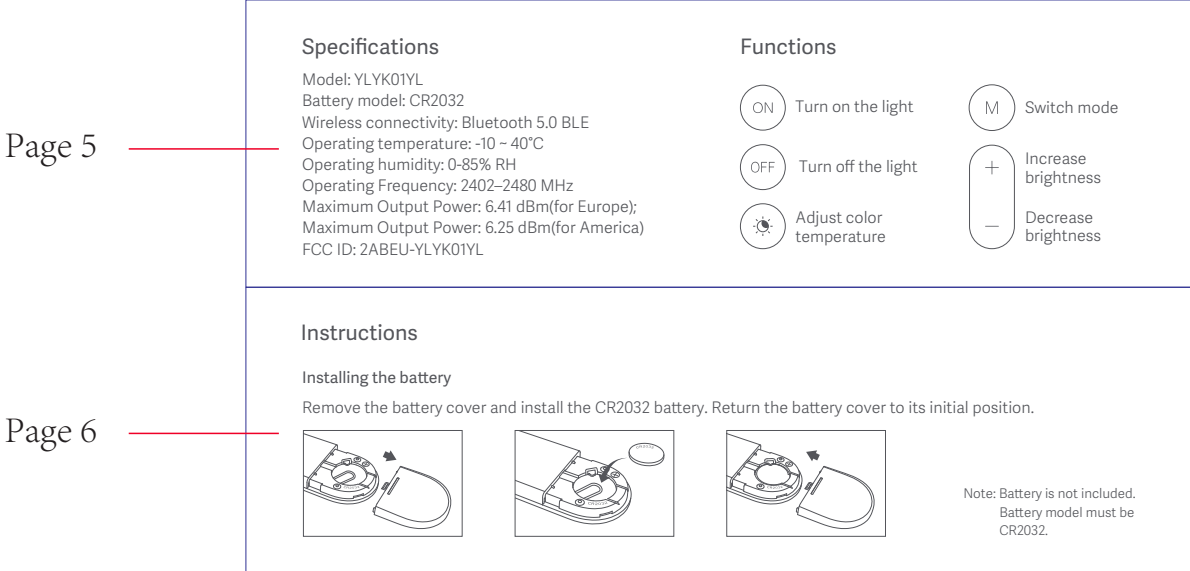 Page 5
Specifications
Model: YLYK01YL
Battery model: CR2032
Wireless connectivity: Bluetooth 5.0 BLE
Operating temperature: -10 ~ 40°C
Operating humidity: 0-85% RH
Operating Frequency: 2402–2480 MHz
Maximum Output Power: 6.41 dBm(for Europe);
Maximum Output Power: 6.25 dBm(for America)
FCC ID: 2ABEU-YLYK01YL
Functions
ON
Turn on the light
OFF
Turn off the light
Adjust color
temperature
M
Switch mode
+
Increase
brightness
—
Decrease
brightness
Page 6
Instructions
Installing the battery
Remove the battery cover and install the CR2032 battery. Return the battery cover to its initial position.
CR2032
Note: Battery is not included.
Battery model must be
CR2032.